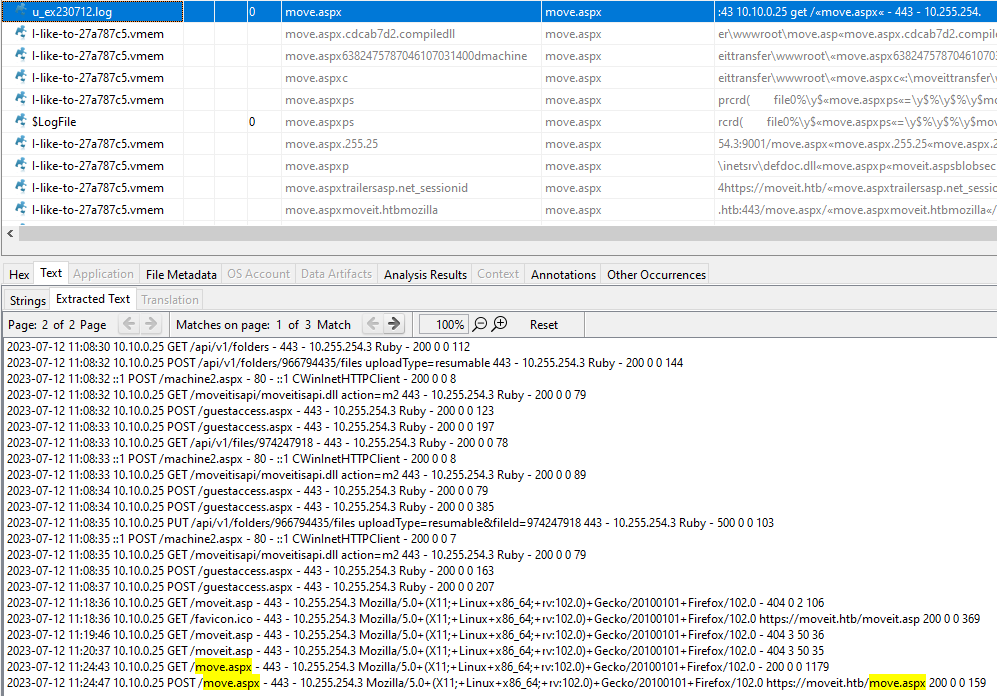 u_ex230712.log 0 move.aspx move.aspx :43 10.10.0.25 get /«move.aspx« - 443 - 10.255.254.
I-like-to-27a787c5.vmem move.aspx.cdcab7d2.compiledll move.aspx er\wwwroot\move.asp«move.aspx.cdcab7d2.com
I-like-to-27a787c5.vmem move.aspx6382475787046107031400dmachine move.aspx eittransfer\wwwroot\«move.aspx63824757870461070
I-like-to-27a787c5.vmem move.aspxc move.aspx eittransfer\wwwroot\«move.aspxc«:\moveittransfer\v
I-like-to-27a787c5.vmem move.aspxps move.aspx prcrd( file0%\y$«move.aspxps«=\y$%\y$%\y$mo
$LogFile 0 move.aspxps move.aspx rcrd( file0%\y$«move.aspxps«=\y$%\y$%\y$mov
I-like-to-27a787c5.vmem move.aspx.255.25 move.aspx 54.3:9001/move.aspx«move.aspx.255.25«move.aspx.2
I-like-to-27a787c5.vmem move.aspxp move.aspx \inetsrv\defdoc.dll«move.aspxp«moveit.aspsblobsec
I-like-to-27a787c5.vmem move.aspxtrailersasp.net_sessionid move.aspx 4https://moveit.htb/«move.aspxtrailersasp.net_sessio
I-like-to-27a787c5.vmem move.aspxmoveit.htbmozilla move.aspx .htb:443/move.aspx/«move.aspxmoveit.htbmozilla«/
Hex Text Application File Metadata OS Account Data Artifacts Analysis Results Context Annotations Other Occurrences
Strings Extracted Text Translation
Page: 2 of 2 Page Matches on page: 1 of 3 Match 100% Reset
2023-07-12 11:08:30 10.10.0.25 GET /api/v1/folders - 443 - 10.255.254.3 Ruby - 200 0 0 112
2023-07-12 11:08:32 10.10.0.25 POST /api/v1/folders/966794435/files uploadType=resumable 443 - 10.255.254.3 Ruby - 200 0 0 144
2023-07-12 11:08:32 ::1 POST /machine2.aspx - 80 - ::1 CWinInetHTTPClient - 200 0 0 8
2023-07-12 11:08:32 10.10.0.25 GET /moveitisapi/moveitisapi.dll action=m2 443 - 10.255.254.3 Ruby - 200 0 0 79
2023-07-12 11:08:32 10.10.0.25 POST /guestaccess.aspx - 443 - 10.255.254.3 Ruby - 200 0 0 123
2023-07-12 11:08:33 10.10.0.25 POST /guestaccess.aspx - 443 - 10.255.254.3 Ruby - 200 0 0 197
2023-07-12 11:08:33 10.10.0.25 GET /api/v1/files/974247918 - 443 - 10.255.254.3 Ruby - 200 0 0 78
2023-07-12 11:08:33 ::1 POST /machine2.aspx - 80 - ::1 CWinInetHTTPClient - 200 0 0 8
2023-07-12 11:08:33 10.10.0.25 GET /moveitisapi/moveitisapi.dll action=m2 443 - 10.255.254.3 Ruby - 200 0 0 89
2023-07-12 11:08:34 10.10.0.25 POST /guestaccess.aspx - 443 - 10.255.254.3 Ruby - 200 0 0 79
2023-07-12 11:08:34 10.10.0.25 POST /guestaccess.aspx - 443 - 10.255.254.3 Ruby - 200 0 0 385
2023-07-12 11:08:35 10.10.0.25 PUT /api/v1/folders/966794435/files uploadType=resumable&fileId=974247918 443 - 10.255.254.3 Ruby - 500 0 0 103
2023-07-12 11:08:35 ::1 POST /machine2.aspx - 80 - ::1 CWinInetHTTPClient - 200 0 0 7
2023-07-12 11:08:35 10.10.0.25 GET /moveitisapi/moveitisapi.dll action=m2 443 - 10.255.254.3 Ruby - 200 0 0 79
2023-07-12 11:08:35 10.10.0.25 POST /guestaccess.aspx - 443 - 10.255.254.3 Ruby - 200 0 0 163
2023-07-12 11:08:37 10.10.0.25 POST /guestaccess.aspx - 443 - 10.255.254.3 Ruby - 200 0 0 207
2023-07-12 11:18:36 10.10.0.25 GET /moveit.asp - 443 - 10.255.254.3 Mozilla/5.0+(X11;+Linux+x86_64;+rv:102.0)+Gecko/20100101+Firefox/102.0 - 404 0 2 106
2023-07-12 11:18:36 10.10.0.25 GET /favicon.ico - 443 - 10.255.254.3 Mozilla/5.0+(X11;+Linux+x86_64;+rv:102.0)+Gecko/20100101+Firefox/102.0 https://moveit.htb/moveit.asp 200 0 0 369
2023-07-12 11:19:46 10.10.0.25 GET /moveit.asp - 443 - 10.255.254.3 Mozilla/5.0+(X11;+Linux+x86_64;+rv:102.0)+Gecko/20100101+Firefox/102.0 - 404 3 50 36
2023-07-12 11:20:37 10.10.0.25 GET /moveit.asp - 443 - 10.255.254.3 Mozilla/5.0+(X11;+Linux+x86_64;+rv:102.0)+Gecko/20100101+Firefox/102.0 - 404 3 50 35
2023-07-12 11:24:43 10.10.0.25 GET /move.aspx - 443 - 10.255.254.3 Mozilla/5.0+(X11;+Linux+x86_64;+rv:102.0)+Gecko/20100101+Firefox/102.0 - 200 0 0 1179
2023-07-12 11:24:47 10.10.0.25 POST /move.aspx - 443 - 10.255.254.3 Mozilla/5.0+(X11;+Linux+x86_64;+rv:102.0)+Gecko/20100101+Firefox/102.0 https://moveit.htb/move.aspx 200 0 0 159